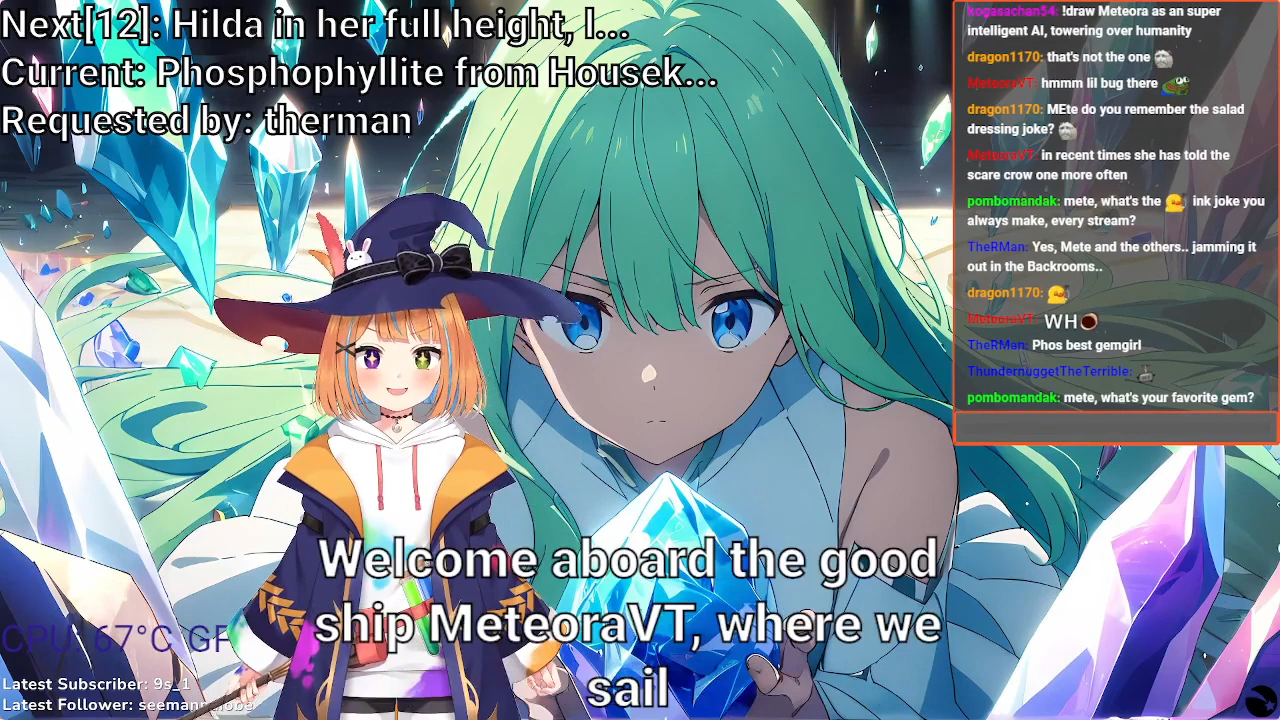 Next[12]: Hilda in her full height, l...
Current: Phosphophyllite from Housek...
Requested by: therman
kogasachan54: !draw Meteora as an super
intelligent AI, towering over humanity
dragon1170: that's not the one
MeteoraVT: hmmm lil bug there
dragon1170: MEte do you remember the salad
dressing joke?
MeteoraVT: in recent times she has told the
scare crow one more often
pombomandak: mete, what's the ink joke you
always make, every stream?
TheRMan: Yes, Mete and the others.. jamming it
out in the Backrooms..
dragon1170:
MeteoraVT: WH
TheRMan: Phos best gemgirl
ThundernuggetTheTerrible:
pombomandak: mete, what's your favorite gem?
Welcome aboard the good
ship MeteoraVT, where we
sail
CPU: 67°C GP
Latest Subscriber: 9s_1
Latest Follower: